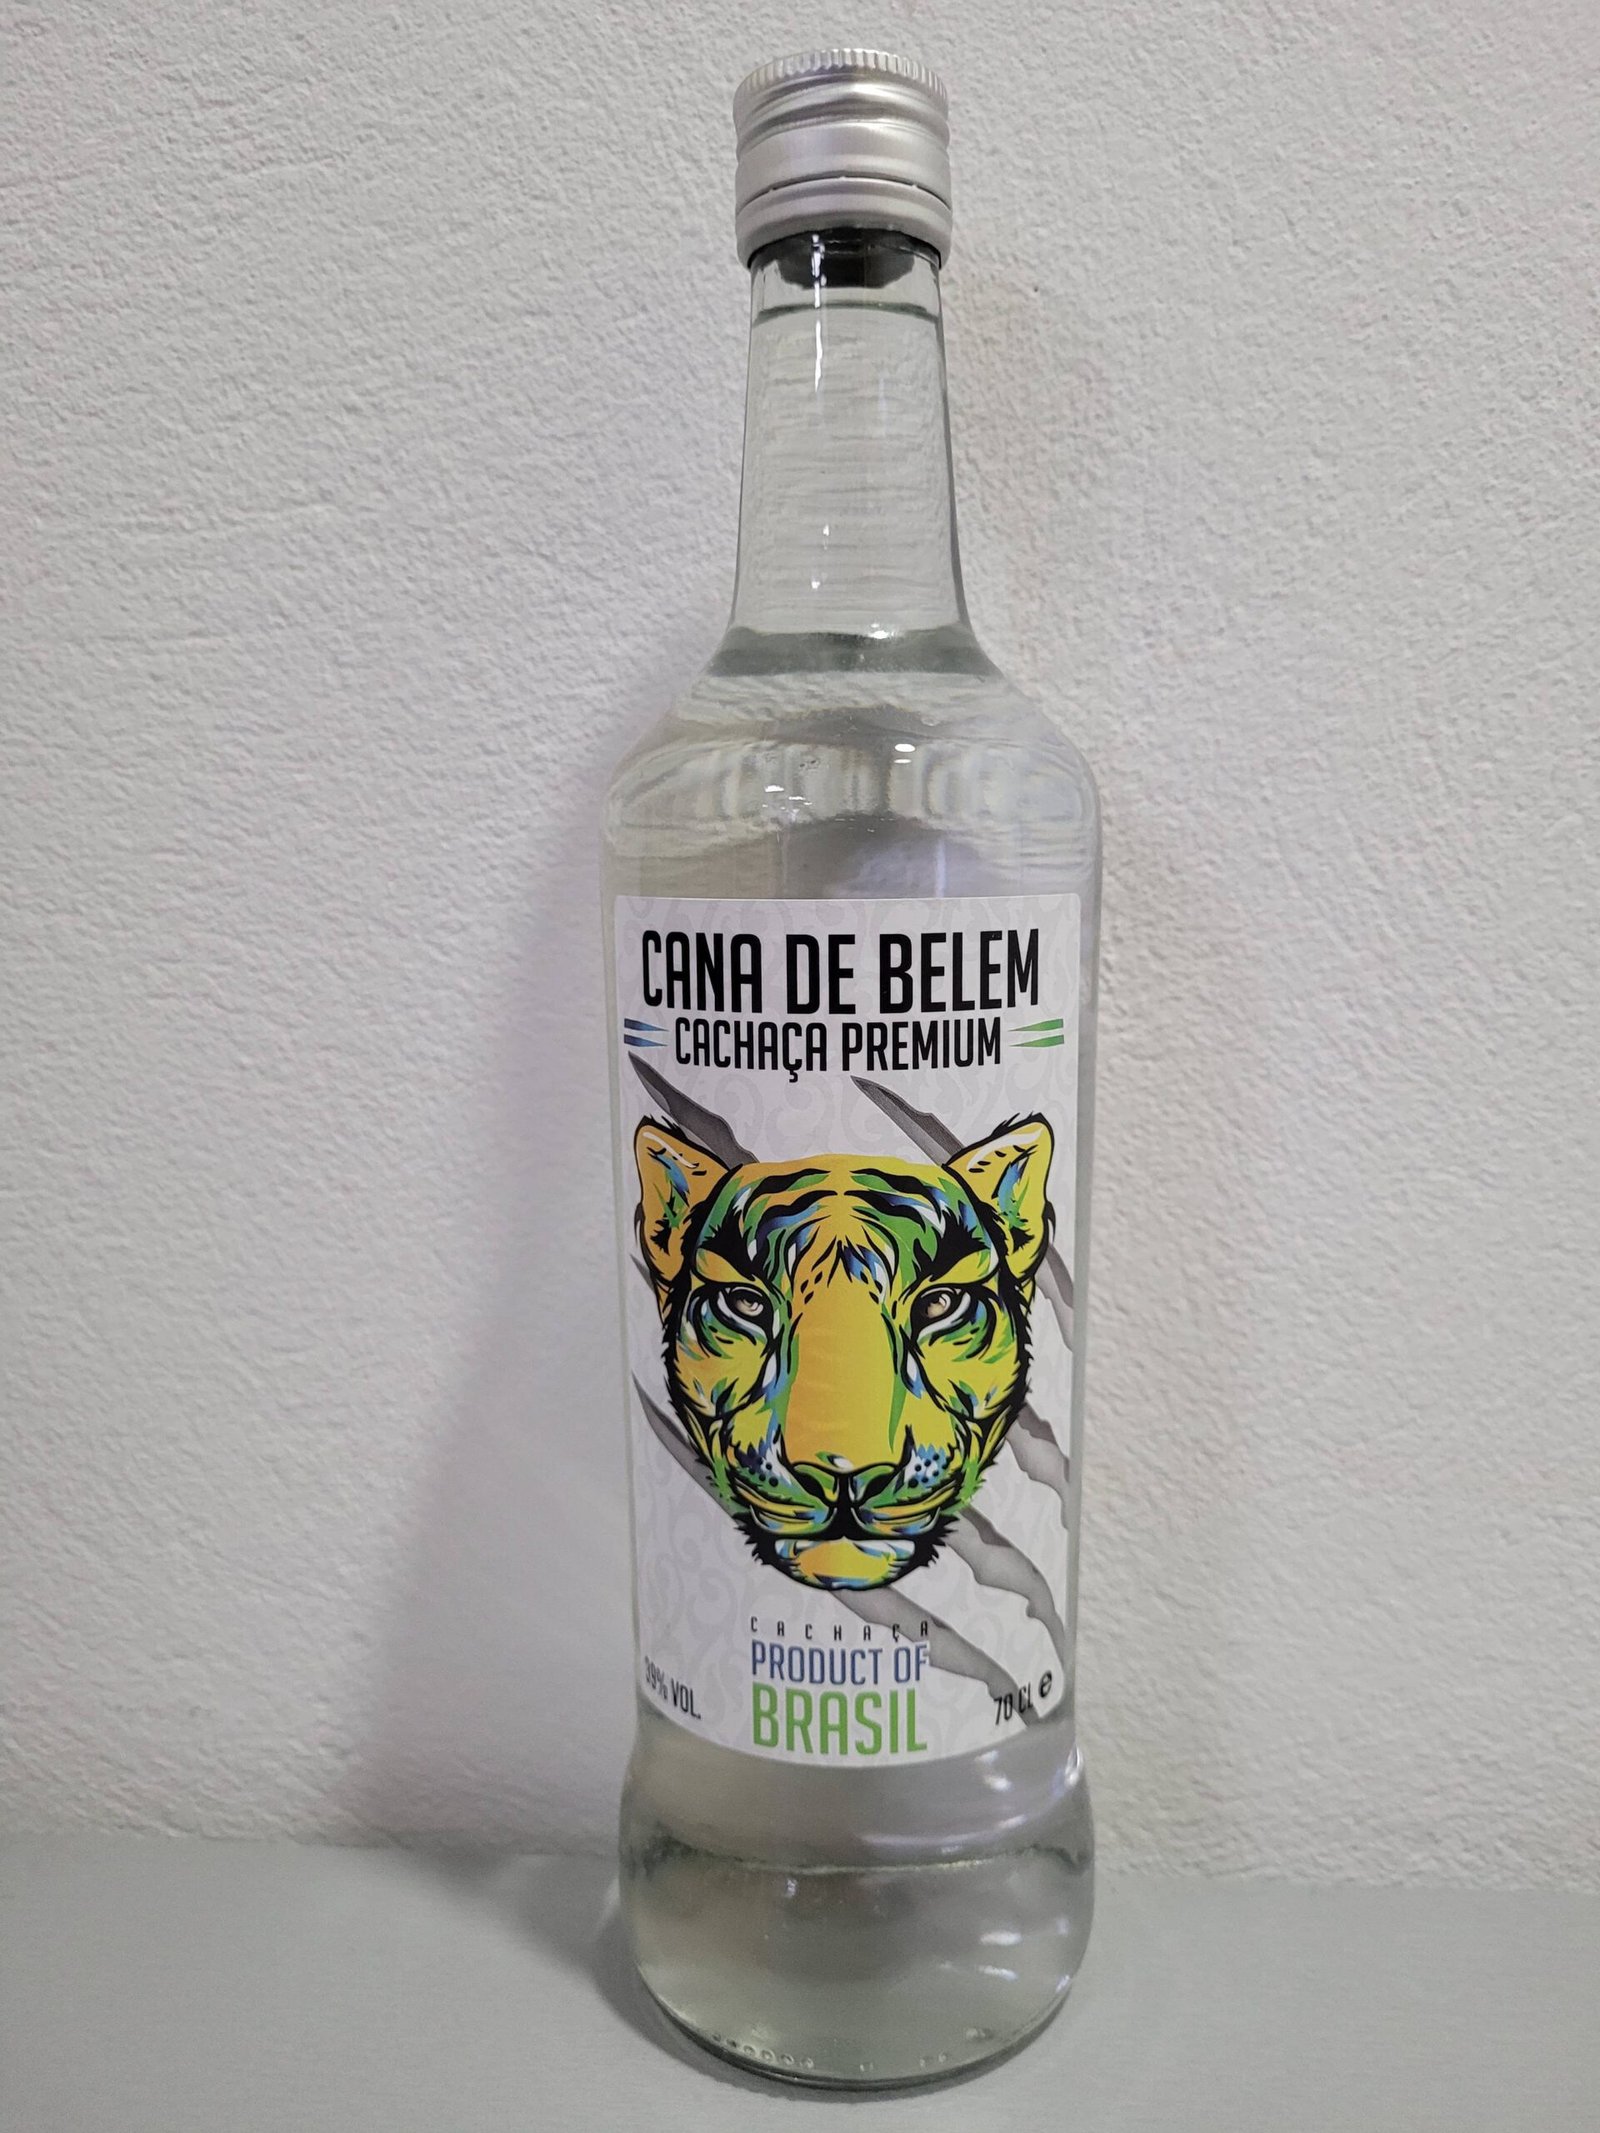 CANA DE BELEM
CACHAÇA PREMIUM
CACHAÇA
PRODUCT OF
BRASIL
39% VOL.
70 CL e